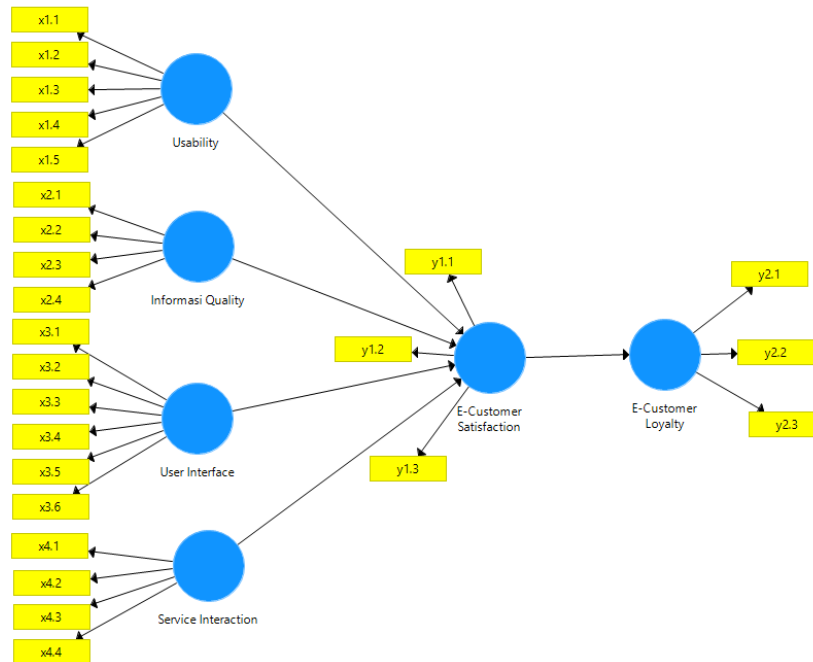 x1.1
x1.2
x1.3
x1.4
x1.5
Usability
x2.1
x2.2
x2.3
x2.4
Informasi Quality
x3.1
x3.2
x3.3
x3.4
x3.5
x3.6
User Interface
x4.1
x4.2
x4.3
x4.4
Service Interaction
y1.1
y1.2
y1.3
E-Customer
Satisfaction
y2.1
y2.2
y2.3
E-Customer
Loyalty